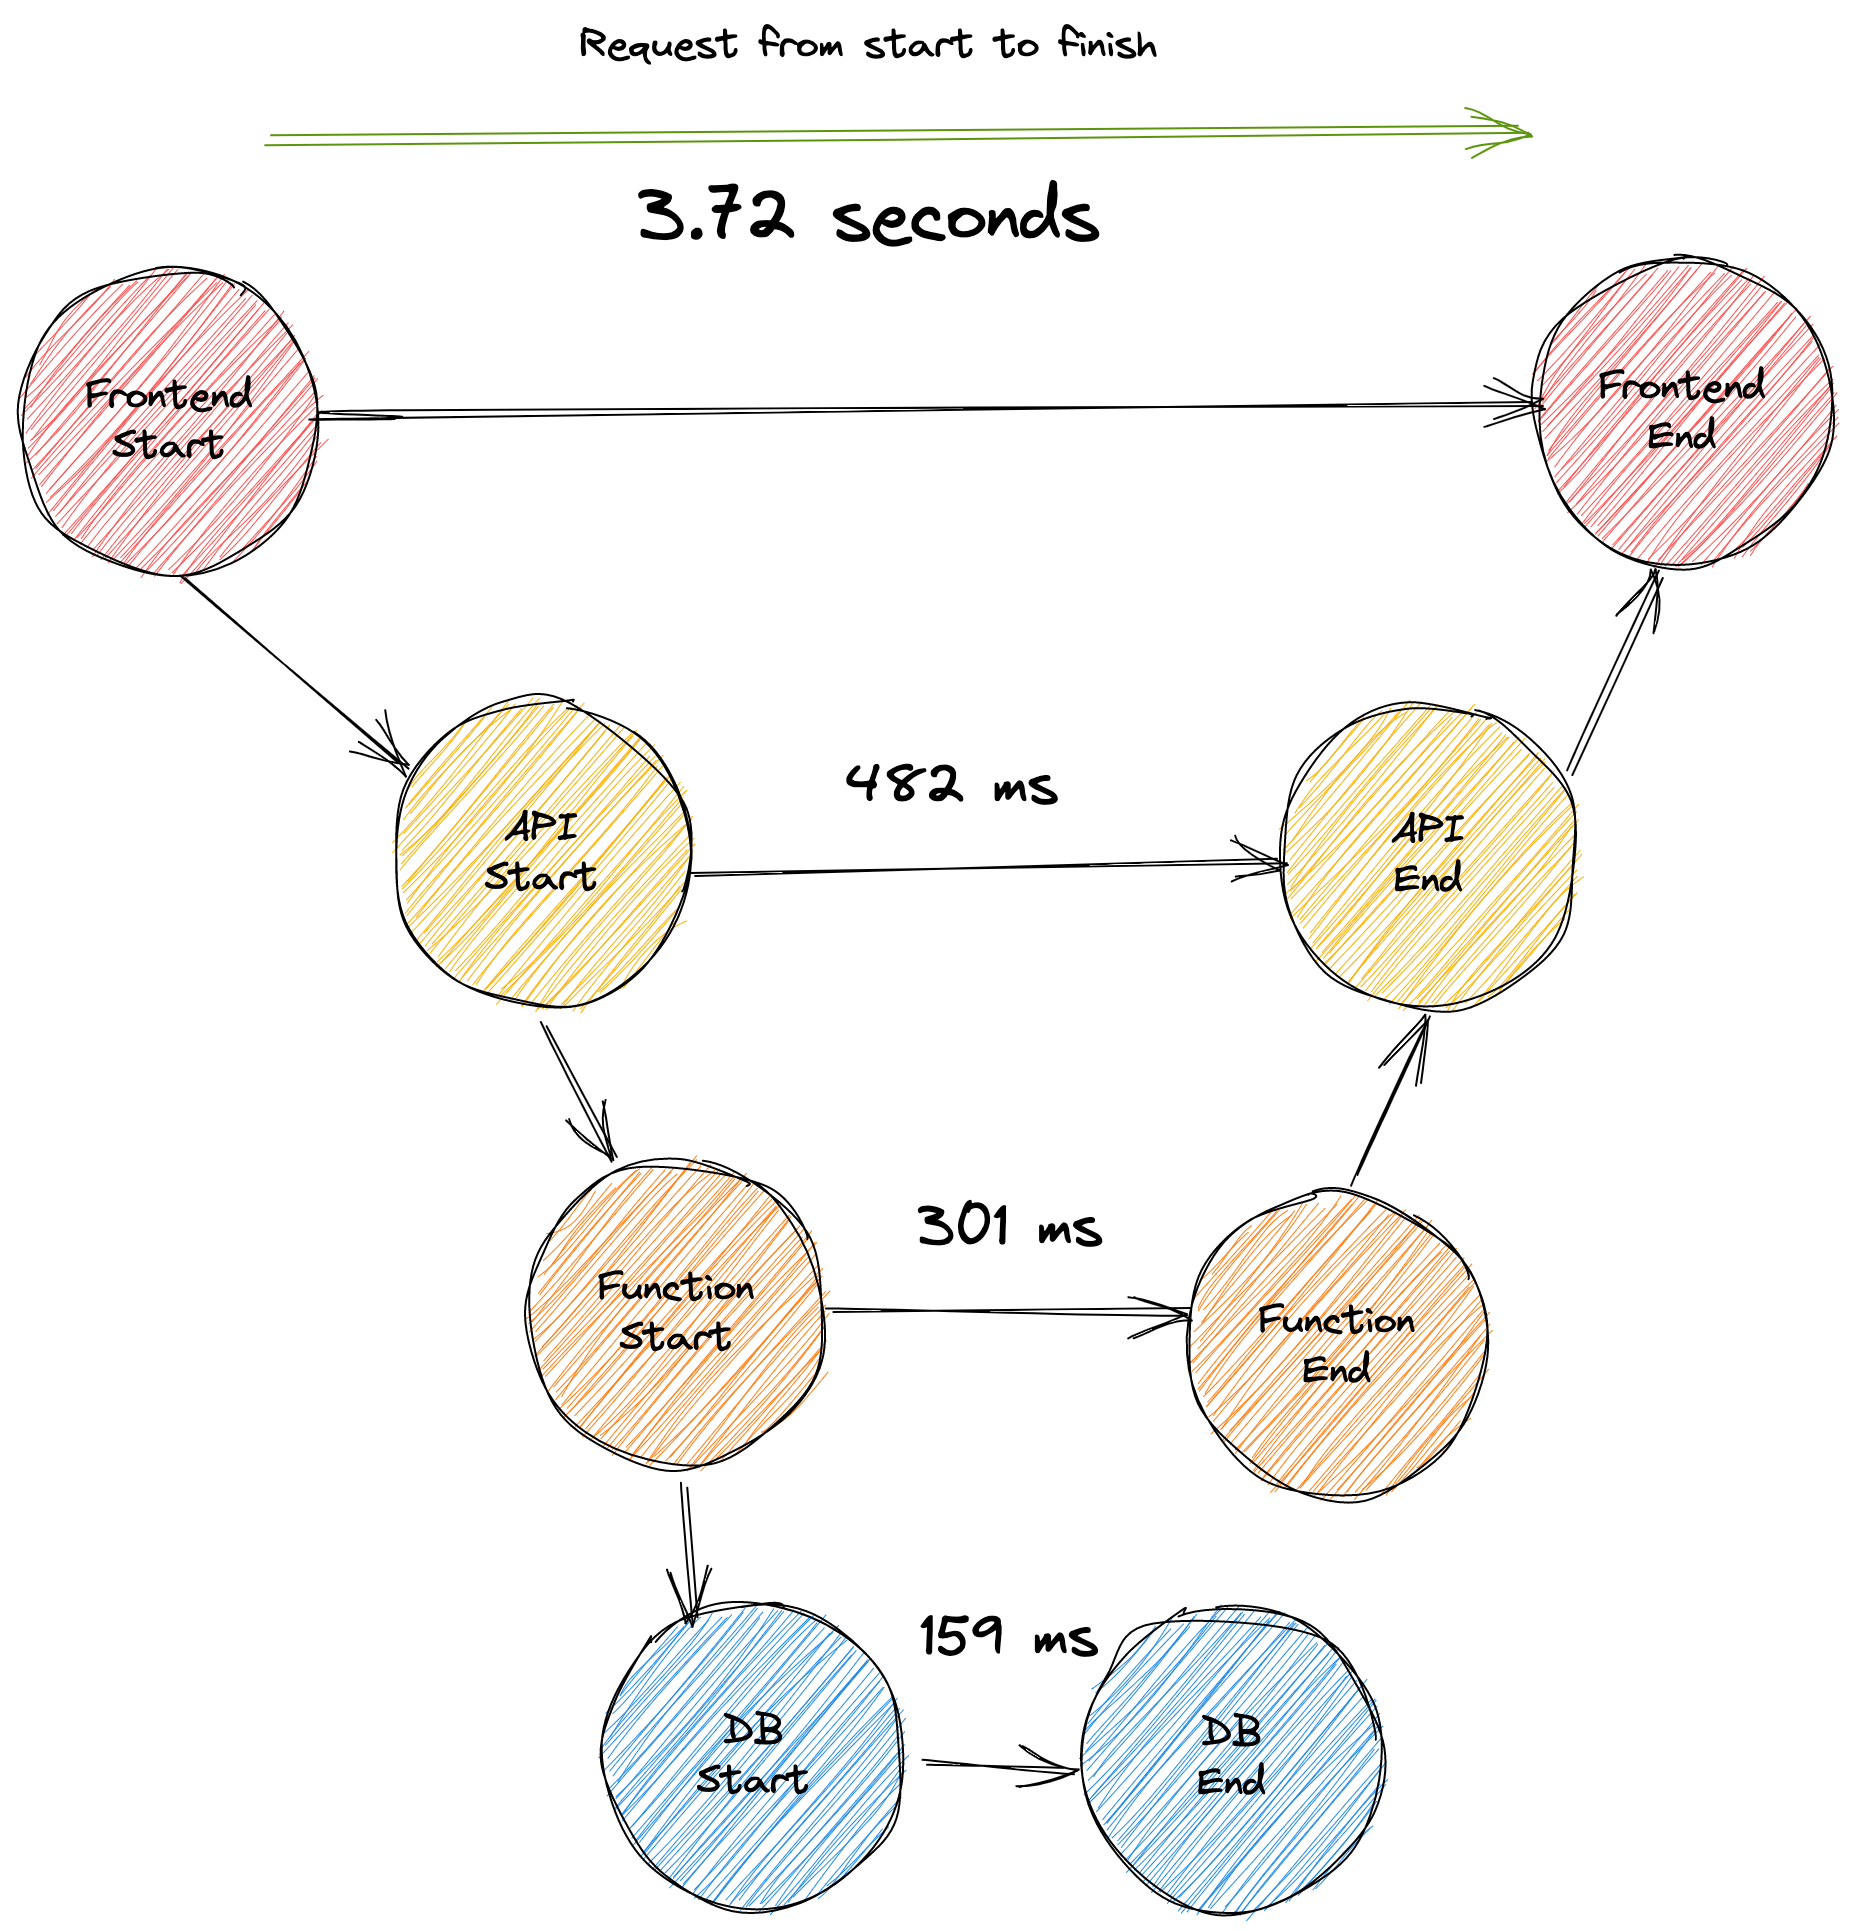 Request from start to finish
3.72 seconds
Frontend
Start
Frontend
End
482 ms
API
Start
API
End
301 ms
Function
Start
Function
End
159 ms
DB
Start
DB
End